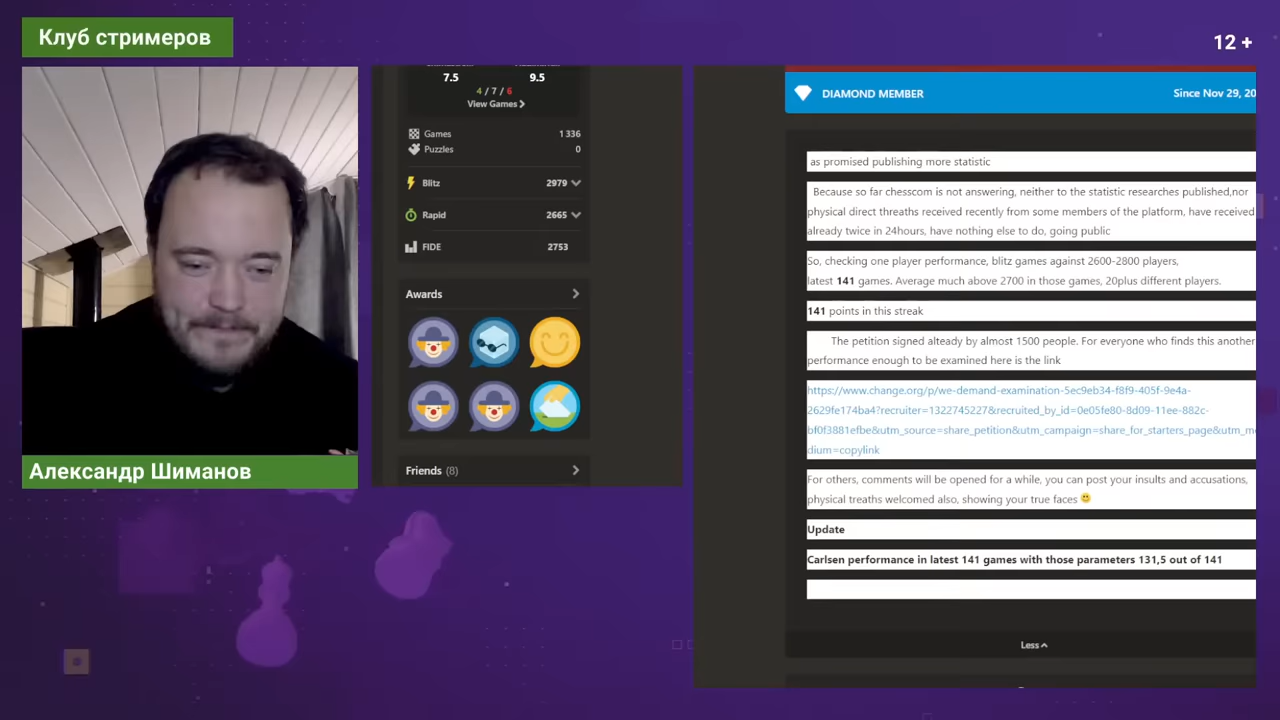 Клуб стримеров
12 +
Александр Шиманов
7.5 9.5
4 / 7 / 6
View Games
Games 1 336
Puzzles 0
Blitz 2979
Rapid 2665
FIDE 2753
Awards
Friends (8)
DIAMOND MEMBER Since Nov 29, 20
as promised publishing more statistic
Because so far chesscom is not answering, neither to the statistic researches published,nor
physical direct threaths received recently from some members of the platform, have received
already twice in 24hours, have nothing else to do, going public
So, checking one player performance, blitz games against 2600-2800 players,
latest 141 games. Average much above 2700 in those games, 20plus different players.
141 points in this streak
The petition signed alteady by almost 1500 people. For everyone who finds this another
performance enough to be examined here is the link
https://www.change.org/p/we-demand-examination-5ec9eb34-f8f9-405f-9e4a-
2629fe174ba4?recruiter=1322745227&recruited_by_id=0e05fe80-8d09-11ee-882c-
bf0f3881efbe&utm_source=share_petition&utm_campaign=share_for_starters_page&utm_me
dium=copylink
For others, comments will be opened for a while, you can post your insults and accusations,
physical treaths welcomed also, showing your true faces
Update
Carlsen performance in latest 141 games with those parameters 131,5 out of 141
Less